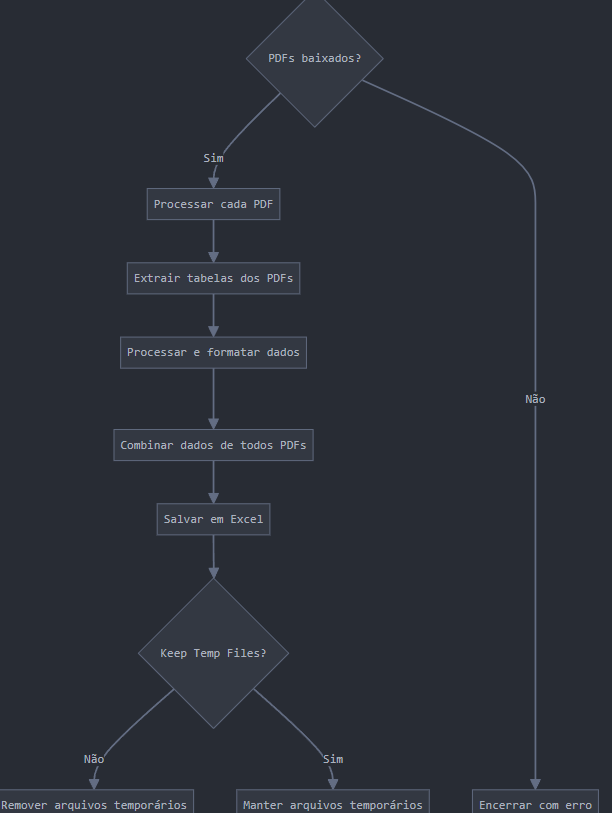 PDFs baixados?
Sim
Processar cada PDF
Extrair tabelas dos PDFs
Processar e formatar dados
Não
Combinar dados de todos PDFs
Salvar em Excel
Keep Temp Files?
Não
Sim
Remover arquivos temporários
Manter arquivos temporários
Encerrar com erro